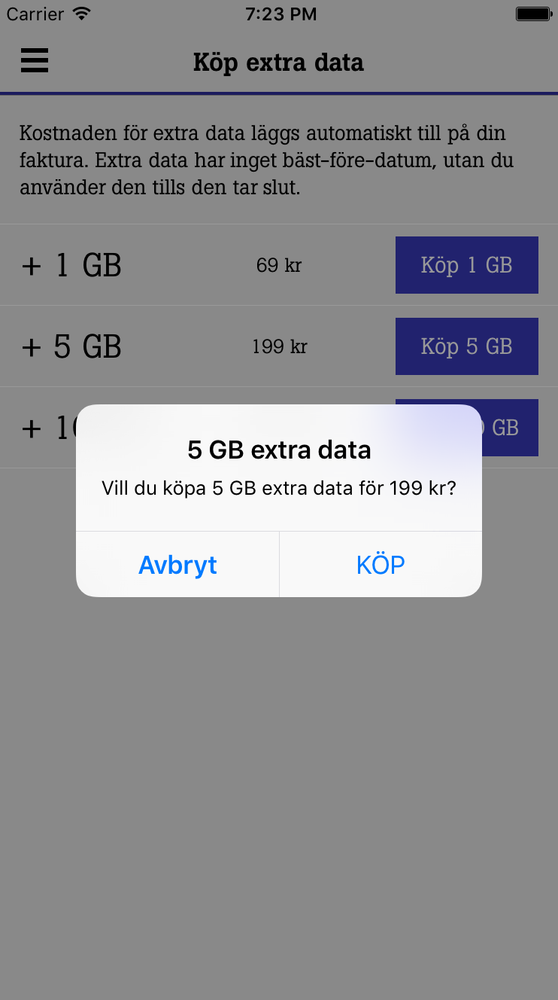 Carrier
7:23 PM
Köp extra data
Kostnaden för extra data läggs automatiskt till på din
faktura. Extra data har inget bäst-före-datum, utan du
använder den tills den tar slut.
+ 1 GB
69 kr
Köp 1 GB
+ 5 GB
199 kr
Köp 5 GB
+
GB
5 GB extra data
Vill du köpa 5 GB extra data för 199 kr?
Avbryt
KÖP